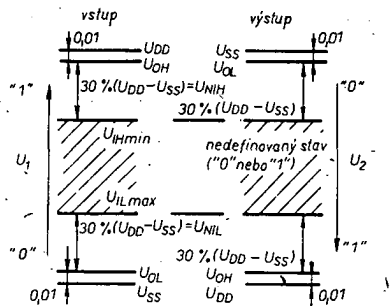 vstup
výstup
0,01
0,01
U_DD
U_SS
U_OH
U_OL
"1"
30 %(U_DD-U_SS)=U_NIH
"0"
30 %(U_DD-U_SS)
U_IHmin
nedefinovaný stav
("0" nebo "1")
U_1
U_2
U_ILmax
30 %(U_DD-U_SS)=U_NIL
30 %(U_DD-U_SS)
"0"
"1"
U_OL
U_OH
U_SS
U_DD
0,01
0,01